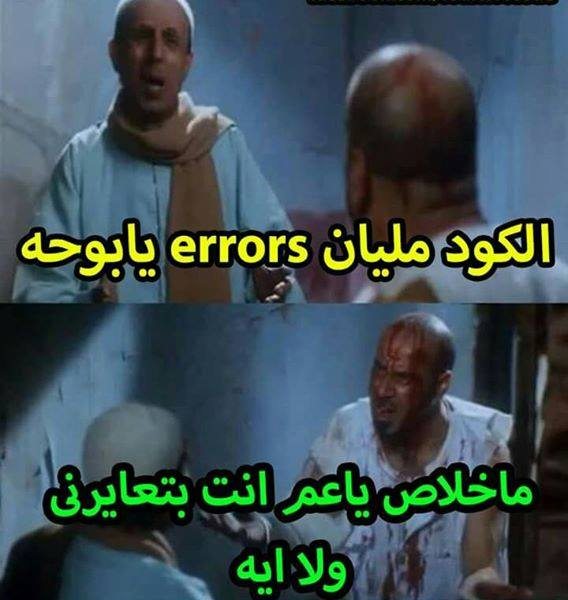 الكود مليان errors يابوحه
ماخلاص ياعم انت بتعايرنى
ولا ايه